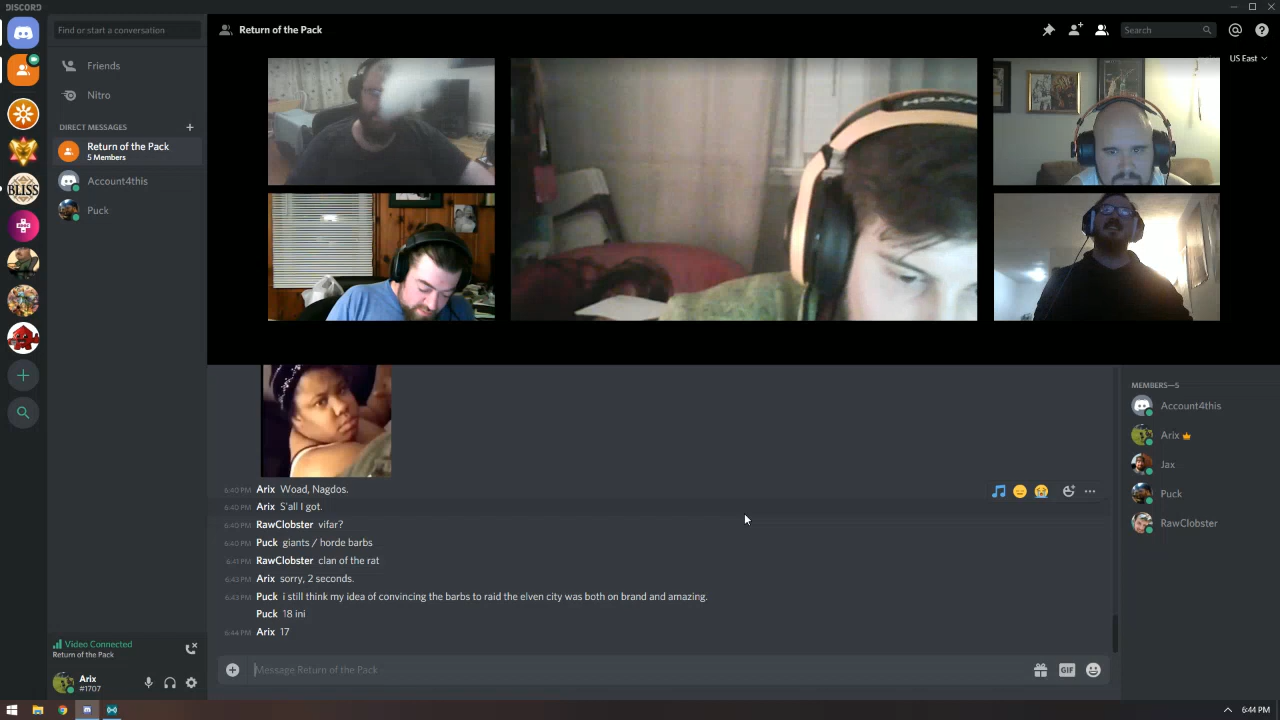 DISCORD
Find or start a conversation
Return of the Pack
Search
US East
Friends
Nitro
DIRECT MESSAGES
Return of the Pack
5 Members
Account4this
Puck
BLISS
6:40 PM Arix Woad, Nagdos.
6:40 PM Arix S'all I got.
6:40 PM RawClobster vifar?
6:40 PM Puck giants / horde barbs
6:41 PM RawClobster clan of the rat
6:43 PM Arix sorry, 2 seconds.
6:43 PM Puck i still think my idea of convincing the barbs to raid the elven city was both on brand and amazing.
Puck 18 ini
6:44 PM Arix 17
MEMBERS—5
Account4this
Arix
Jax
Puck
RawClobster
Video Connected
Return of the Pack
Arix
#1707
Message Return of the Pack
GIF
6:44 PM